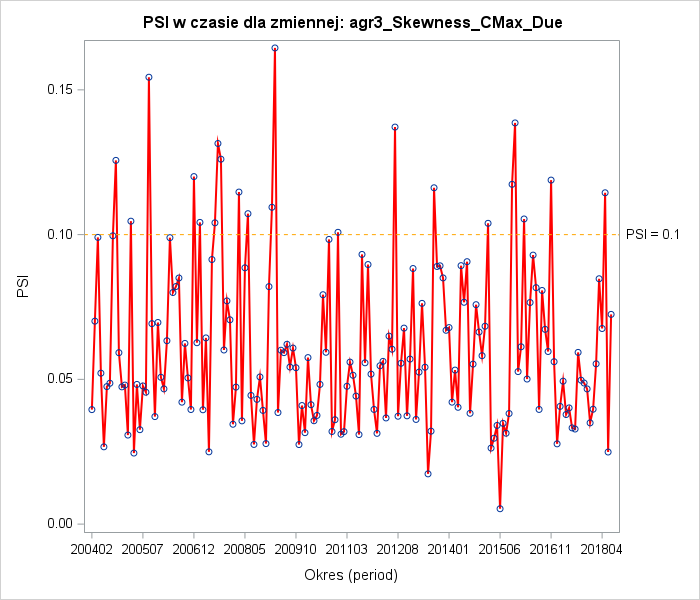 PSI w czasie dla zmiennej: agr3_Skewness_CMax_Due
0.15
0.10
PSI = 0.1
PSI
0.05
0.00
200402 200507 200612 200805 200910 201103 201208 201401 201506 201611 201804
Okres (period)